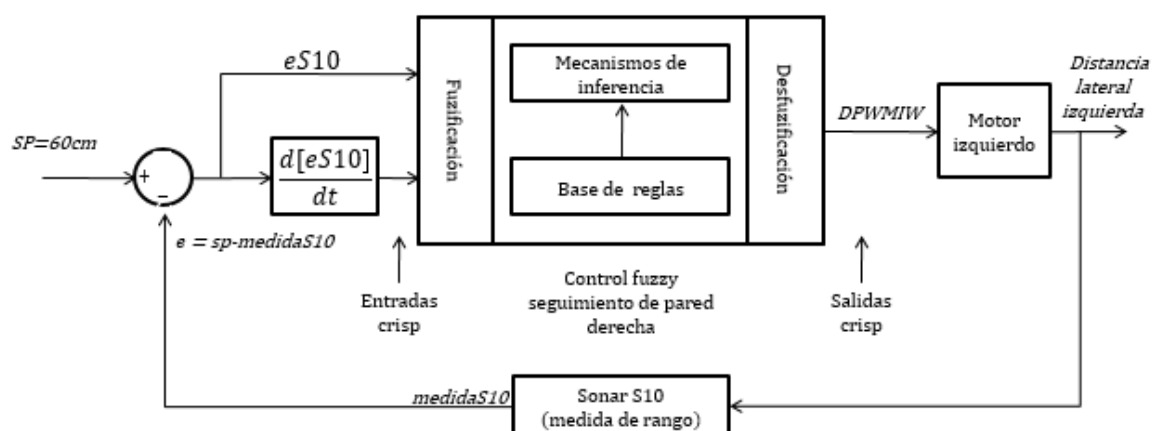 SP=60cm
+
−
e = sp-medidaS10
eS10
d[eS10]
dt
Entradas
crisp
Fuzificación
Mecanismos de
inferencia
Base de reglas
Desfuzificación
Control fuzzy
seguimiento de pared
derecha
DPWMIW
Salidas
crisp
Motor
izquierdo
Distancia
lateral
izquierda
medidaS10
Sonar S10
(medida de rango)